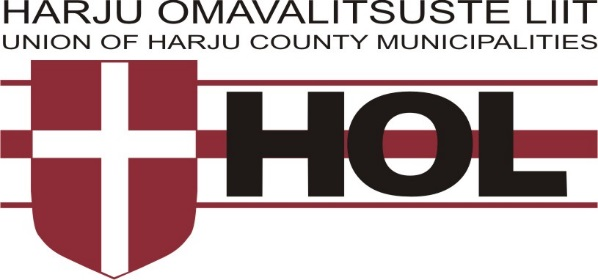 HARJU OMAVALITSUSTE LIIT
UNION OF HARJU COUNTY MUNICIPALITIES
HOL